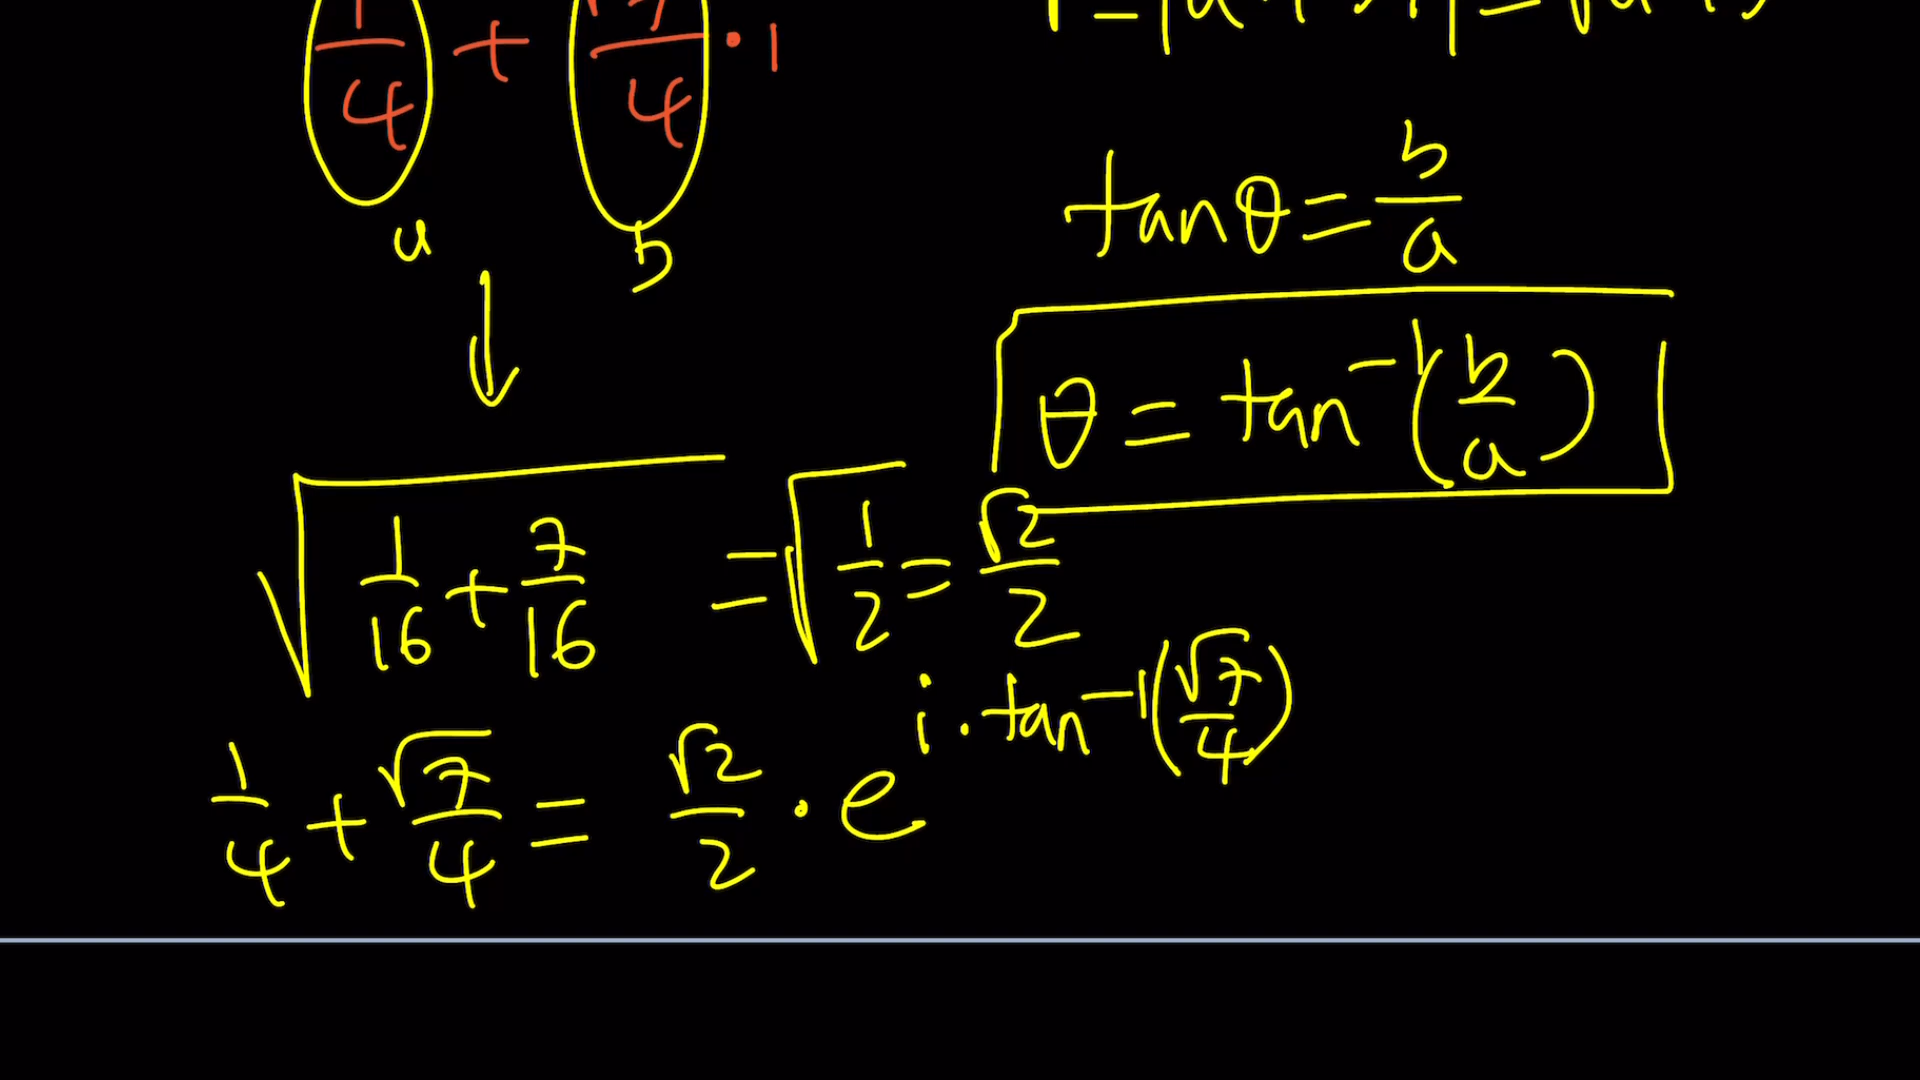 1/4 + √7/4 · i
a b
tanθ = b/a
θ = tan⁻¹(b/a)
√(1/16 + 7/16) = √(1/2) = √2/2
1/4 + √7/4 = √2/2 · e^(i · tan⁻¹(√7/4))